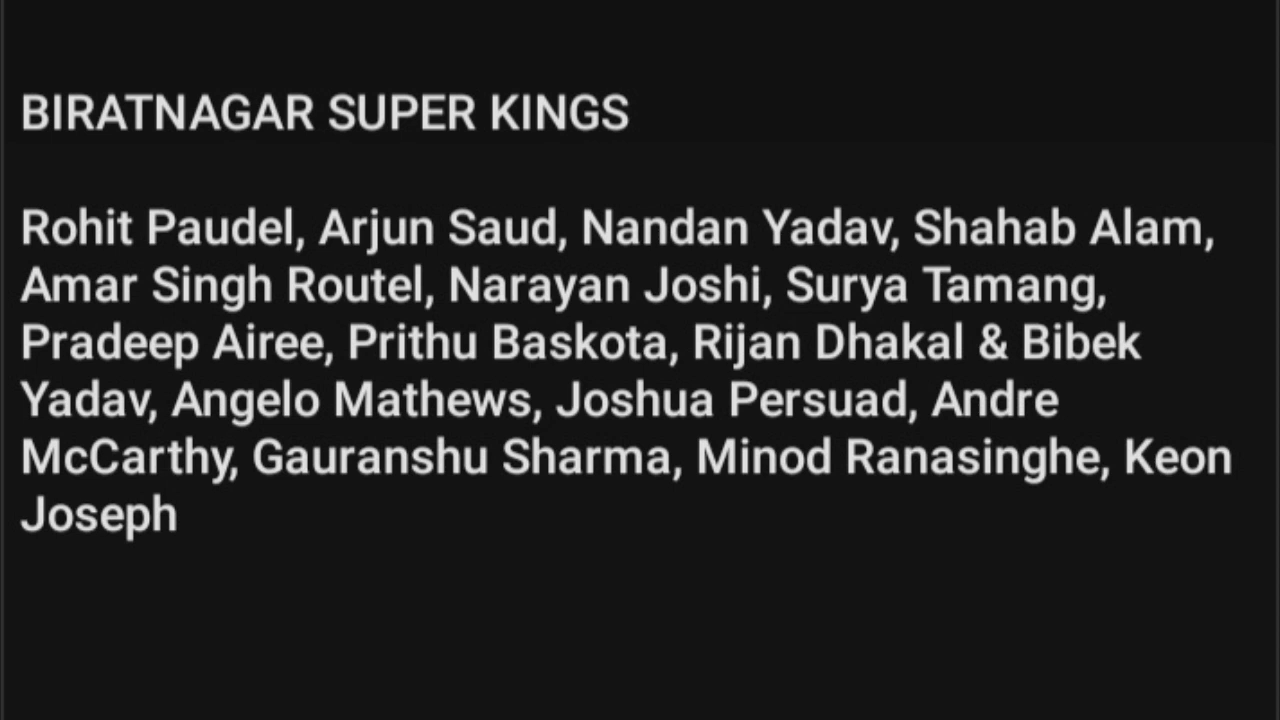 BIRATNAGAR SUPER KINGS
Rohit Paudel, Arjun Saud, Nandan Yadav, Shahab Alam,
Amar Singh Routel, Narayan Joshi, Surya Tamang,
Pradeep Airee, Prithu Baskota, Rijan Dhakal & Bibek
Yadav, Angelo Mathews, Joshua Persuad, Andre
McCarthy, Gauranshu Sharma, Minod Ranasinghe, Keon
Joseph